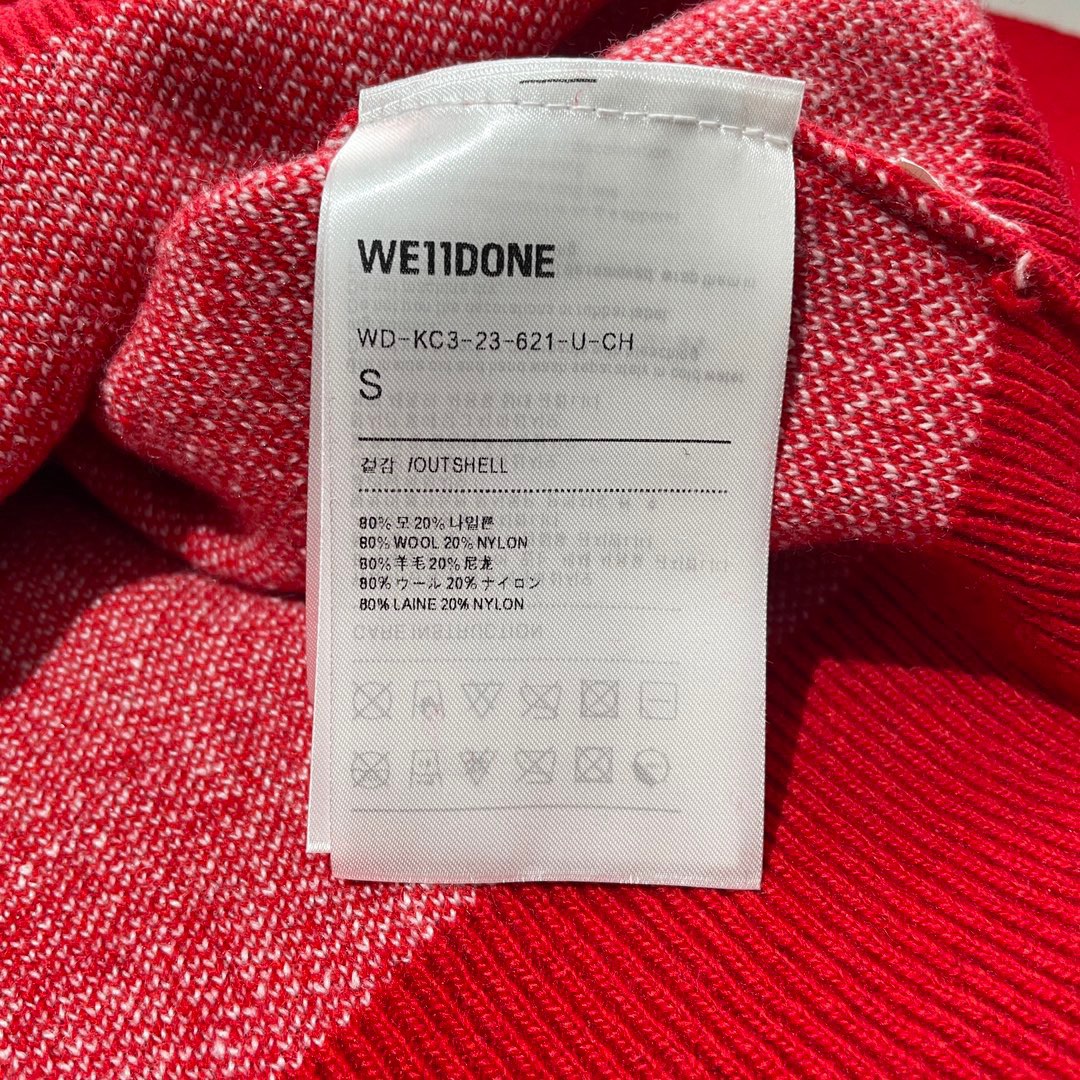 WE11DONE
WD-KC3-23-621-U-CH
S
겉감 /OUTSHELL
80% 모 20% 나일론
80% WOOL 20% NYLON
80% 羊毛 20% 尼龙
80% ウール 20% ナイロン
80% LAINE 20% NYLON
CARE INSTRUCTION